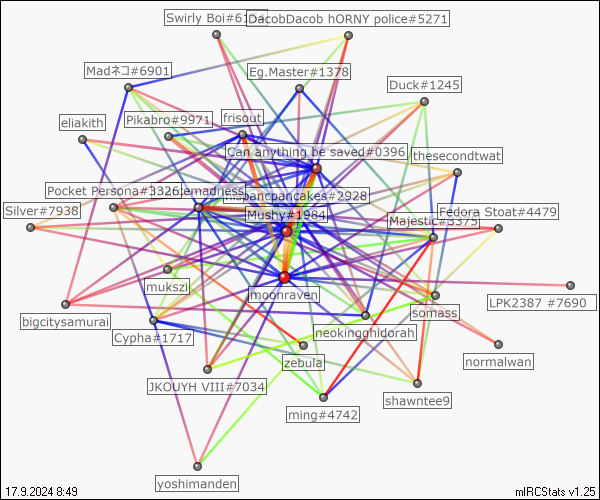 Swirly Boi#61
DacobDacob hORNY police#5271
Madネコ#6901
Eg.Master#1378
Duck#1245
Pikabro#9971
frisout
eliakith
Can anything be saved#0396
thesecondtwat
Pocket Persona#3326
emadness
pancakes#2928
Silver#7938
Mushy#1984
Fedora Stoat#4479
Majestic#3375
mukszi
moonraven
LPK2387 #7690
somass
bigcitysamurai
Cypha#1717
neokingghidorah
zebula
normalwan
JKOUYH VIII#7034
shawntee9
ming#4742
yoshimanden
17.9.2024 8:49
mIRCStats v1.25